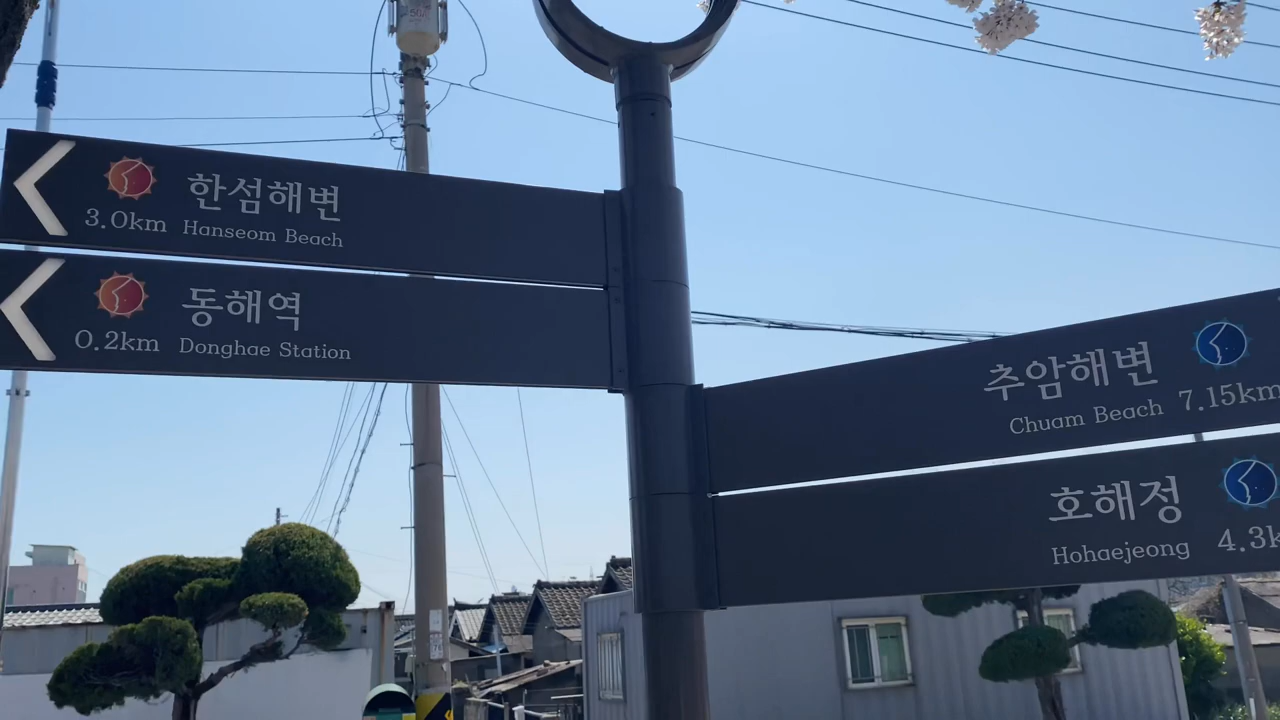 한섬해변
3.0km Hanseom Beach
동해역
0.2km Donghae Station
추암해변
Chuam Beach 7.15km
호해정
Hohaejeong 4.3k